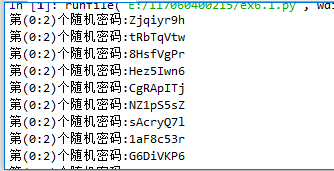 In [1]: runfile('E:/117060400215/ex6.1.py', wd
第(0:2)个随机密码:Zjqiyr9h
第(0:2)个随机密码:tRbTqVtw
第(0:2)个随机密码:8HsfVgPr
第(0:2)个随机密码:Hez5Iwn6
第(0:2)个随机密码:CgRApITj
第(0:2)个随机密码:NZ1pS5sZ
第(0:2)个随机密码:sAcryQ7l
第(0:2)个随机密码:1aF8c53r
第(0:2)个随机密码:G6DiVKP6